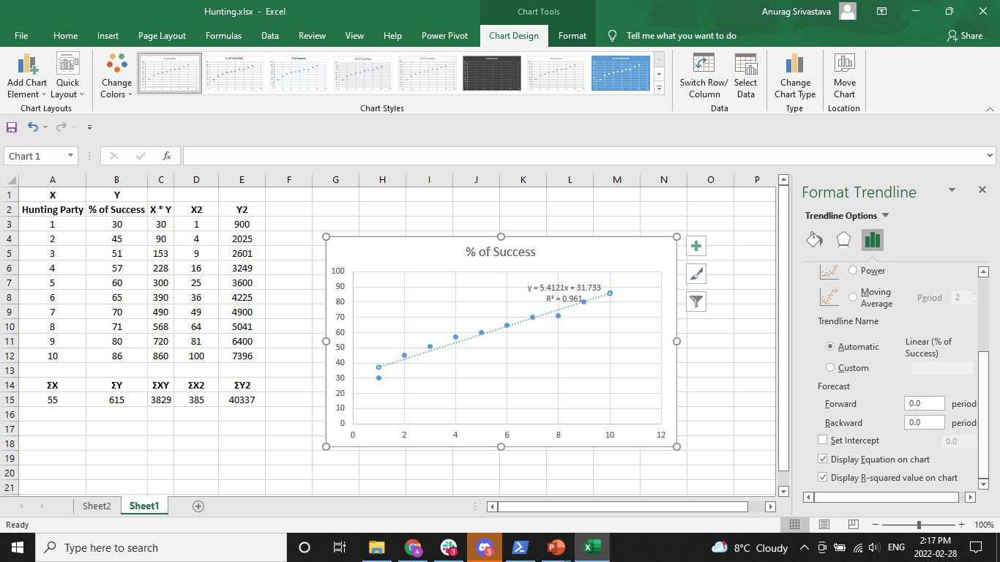 Hunting.xlsx - Excel
Chart Tools
Anurag Srivastava
File Home Insert Page Layout Formulas Data Review View Help Power Pivot Chart Design Format Tell me what you want to do Share
Add Chart Element
Quick Layout
Change Colors
Switch Row/ Column
Select Data
Change Chart Type
Move Chart
Chart Layouts Chart Styles Data Type Location
Chart 1 fx
A B C D E F G H I J K L M N O P
1 X Y
2 Hunting Party % of Success X * Y X2 Y2
3 1 30 30 1 900
4 2 45 90 4 2025
5 3 51 153 9 2601
6 4 57 228 16 3249
7 5 60 300 25 3600
8 6 65 390 36 4225
9 7 70 490 49 4900
10 8 71 568 64 5041
11 9 80 720 81 6400
12 10 86 860 100 7396
13
14 ΣX ΣY ΣXY ΣX2 ΣY2
15 55 615 3829 385 40337
16
17
18
19
20
21
% of Success
100
90
80
70
60
50
40
30
20
10
0
0 2 4 6 8 10 12
y = 5.4121x + 31.733
R² = 0.961
Format Trendline
Trendline Options
Power
Moving Average
Period 2
Trendline Name
Automatic
Linear (% of Success)
Custom
Forecast
Forward 0.0 period
Backward 0.0 period
Set Intercept 0.0
Display Equation on chart
Display R-squared value on chart
Sheet2 Sheet1
Ready
100%
Type here to search
A
3
3
8°C Cloudy
ENG
2:17 PM
2022-02-28